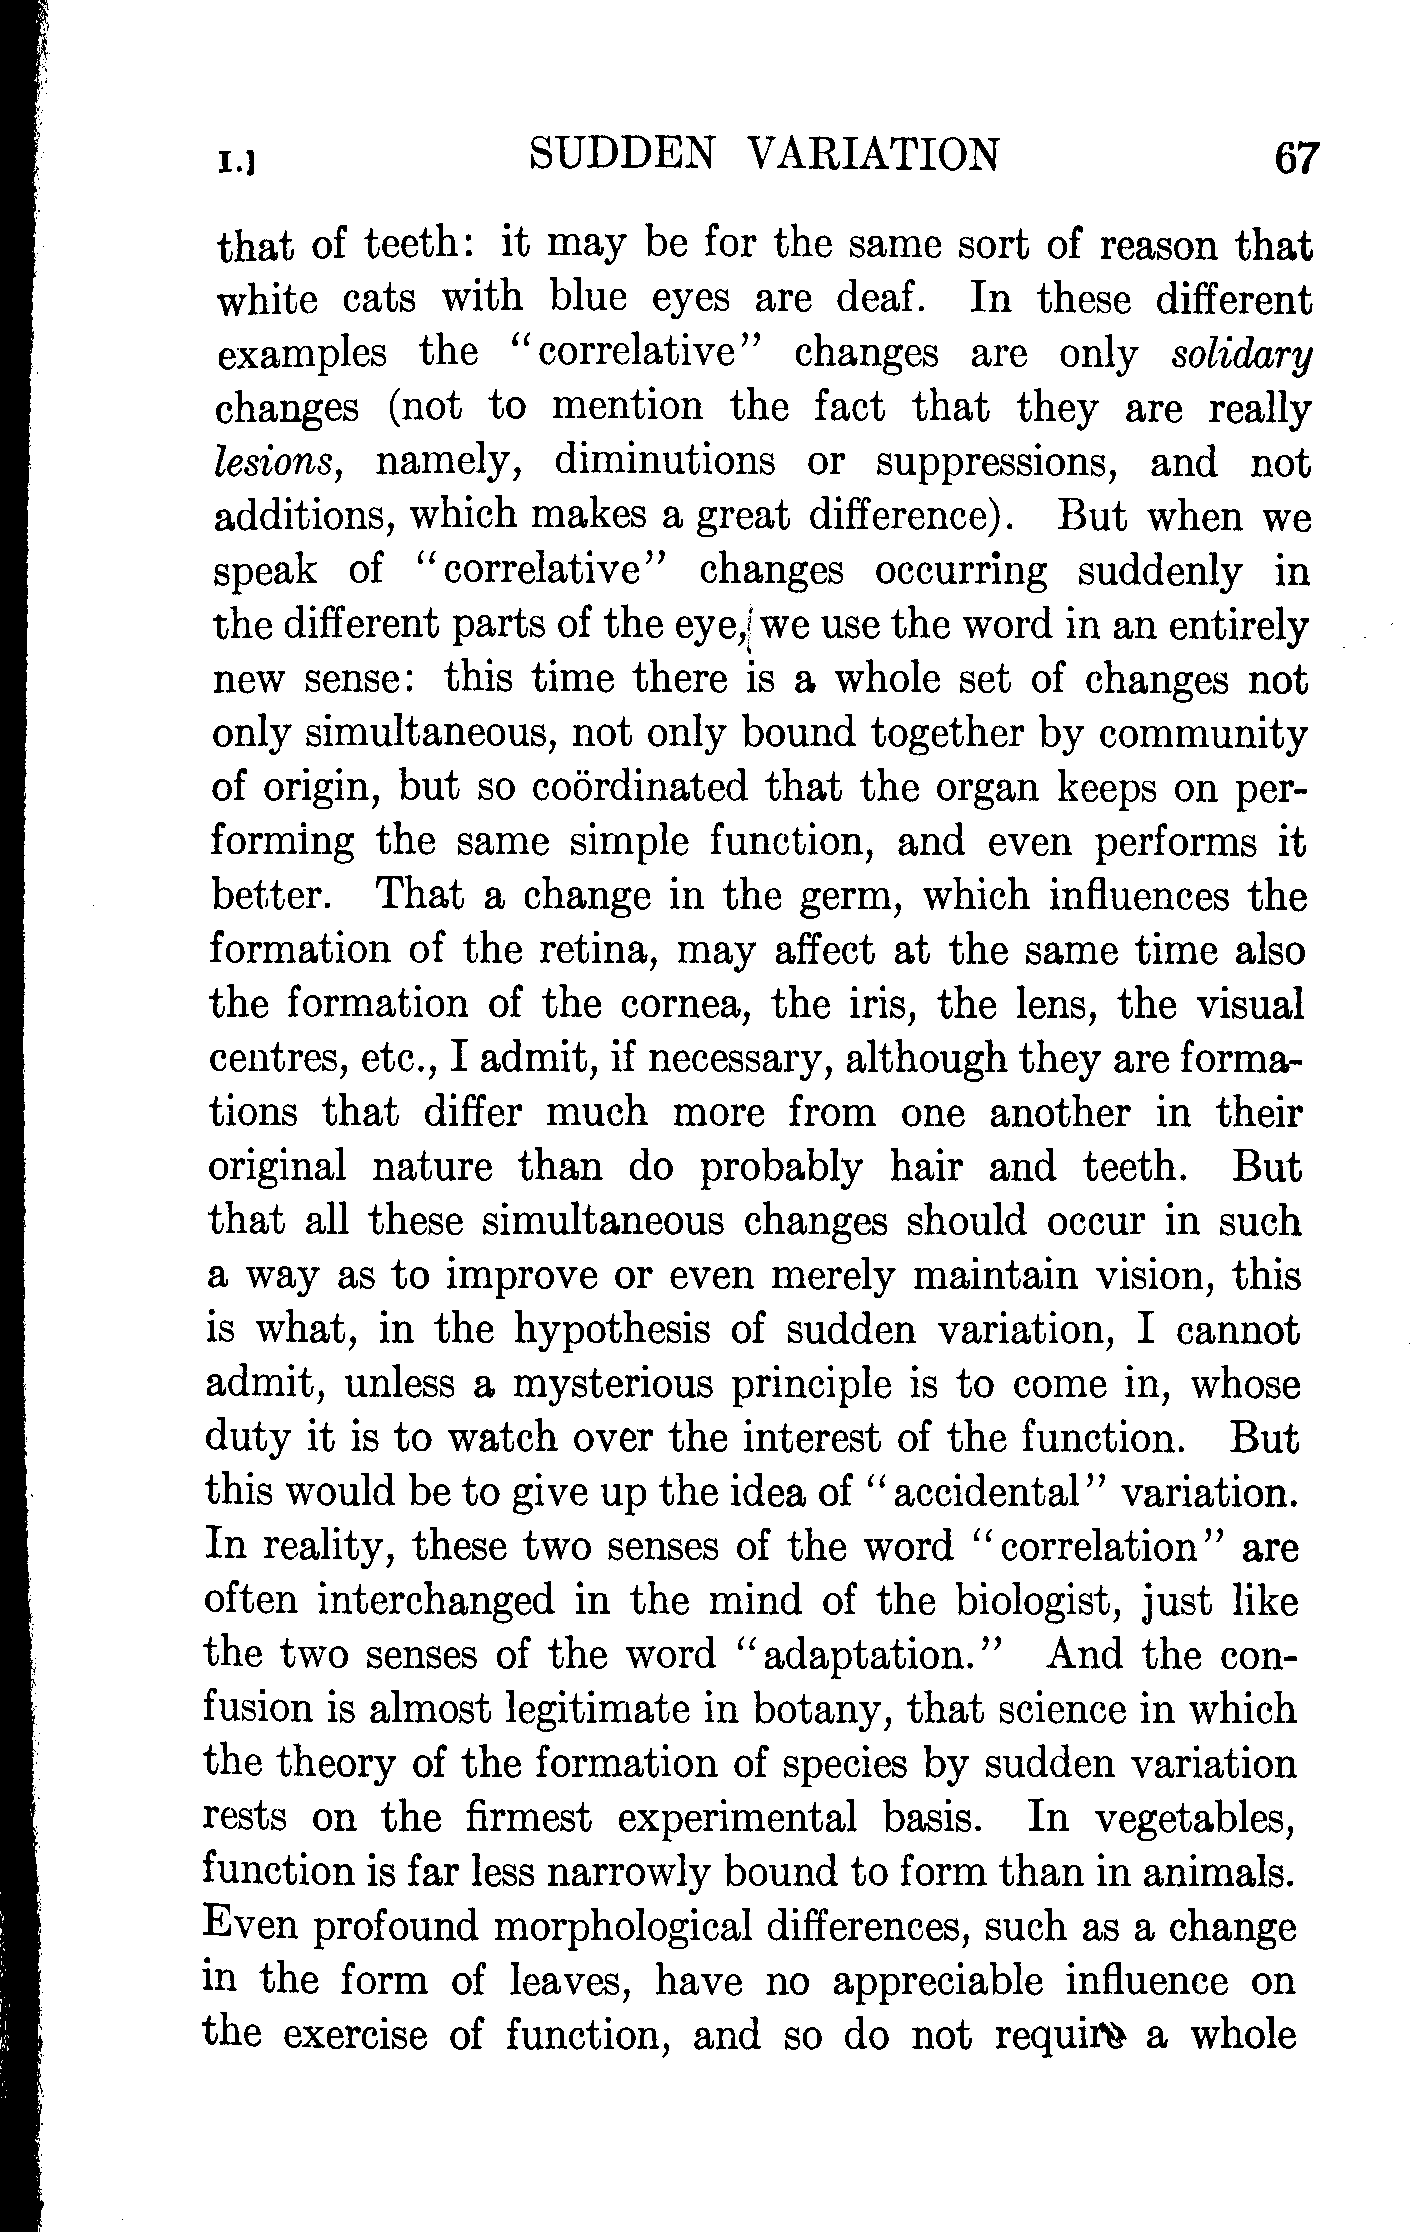 I.] SUDDEN VARIATION 67
that of teeth: it may be for the same sort of reason that
white cats with blue eyes are deaf. In these different
examples the "correlative" changes are only solidary
changes (not to mention the fact that they are really
lesions, namely, diminutions or suppressions, and not
additions, which makes a great difference). But when we
speak of "correlative" changes occurring suddenly in
the different parts of the eye, we use the word in an entirely
new sense: this time there is a whole set of changes not
only simultaneous, not only bound together by community
of origin, but so coördinated that the organ keeps on per-
forming the same simple function, and even performs it
better. That a change in the germ, which influences the
formation of the retina, may affect at the same time also
the formation of the cornea, the iris, the lens, the visual
centres, etc., I admit, if necessary, although they are forma-
tions that differ much more from one another in their
original nature than do probably hair and teeth. But
that all these simultaneous changes should occur in such
a way as to improve or even merely maintain vision, this
is what, in the hypothesis of sudden variation, I cannot
admit, unless a mysterious principle is to come in, whose
duty it is to watch over the interest of the function. But
this would be to give up the idea of "accidental" variation.
In reality, these two senses of the word "correlation" are
often interchanged in the mind of the biologist, just like
the two senses of the word "adaptation." And the con-
fusion is almost legitimate in botany, that science in which
the theory of the formation of species by sudden variation
rests on the firmest experimental basis. In vegetables,
function is far less narrowly bound to form than in animals.
Even profound morphological differences, such as a change
in the form of leaves, have no appreciable influence on
the exercise of function, and so do not require a whole